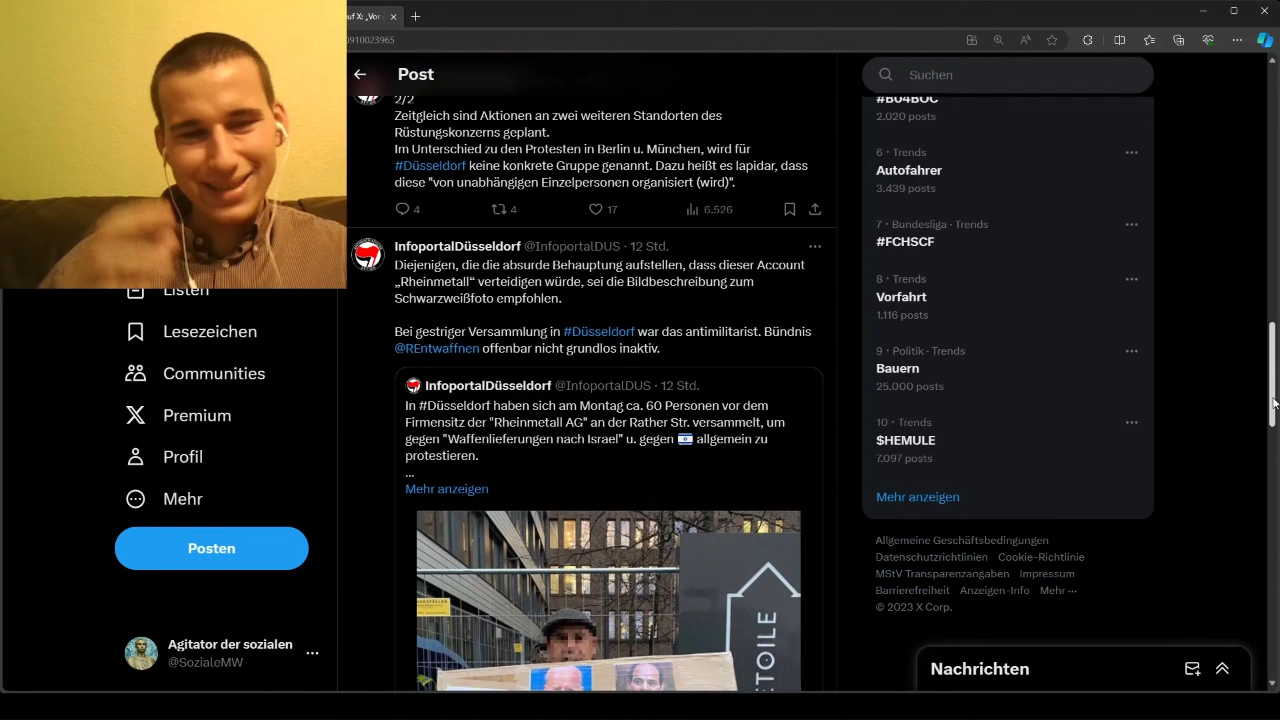 auf X: „Vor
0910023965
Post
2/2
Zeitgleich sind Aktionen an zwei weiteren Standorten des
Rüstungskonzerns geplant.
Im Unterschied zu den Protesten in Berlin u. München, wird für
#Düsseldorf keine konkrete Gruppe genannt. Dazu heißt es lapidar, dass
diese "von unabhängigen Einzelpersonen organisiert (wird)".
4
4
17
6.526
InfoportalDüsseldorf @InfoportalDUS · 12 Std.
Diejenigen, die die absurde Behauptung aufstellen, dass dieser Account
„Rheinmetall“ verteidigen würde, sei die Bildbeschreibung zum
Schwarzweißfoto empfohlen.
Bei gestriger Versammlung in #Düsseldorf war das antimilitarist. Bündnis
@REntwaffnen offenbar nicht grundlos inaktiv.
InfoportalDüsseldorf @InfoportalDUS · 12 Std.
In #Düsseldorf haben sich am Montag ca. 60 Personen vor dem
Firmensitz der "Rheinmetall AG" an der Rather Str. versammelt, um
gegen "Waffenlieferungen nach Israel" u. gegen 🇮🇱 allgemein zu
protestieren.
...
Mehr anzeigen
ETOILE
Listen
Lesezeichen
Communities
Premium
Profil
Mehr
Posten
Agitator der sozialen
@SozialeMW
Suchen
#B04BOC
2.020 posts
6 · Trends
Autofahrer
3.439 posts
7 · Bundesliga · Trends
#FCHSCF
8 · Trends
Vorfahrt
1.116 posts
9 · Politik · Trends
Bauern
25.000 posts
10 · Trends
$HEMULE
7.097 posts
Mehr anzeigen
Allgemeine Geschäftsbedingungen
Datenschutzrichtlinien Cookie-Richtlinie
MStV Transparenzangaben Impressum
Barrierefreiheit Anzeigen-Info Mehr ···
© 2023 X Corp.
Nachrichten